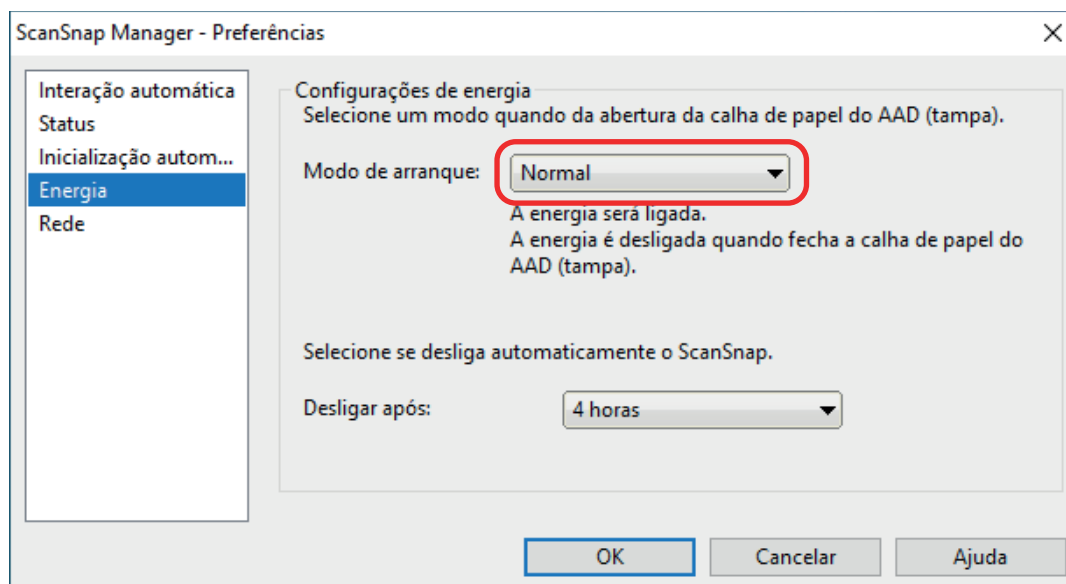 ScanSnap Manager - Preferências
Interação automática
Status
Inicialização autom...
Energia
Rede
Configurações de energia
Selecione um modo quando da abertura da calha de papel do AAD (tampa).
Modo de arranque: Normal
A energia será ligada.
A energia é desligada quando fecha a calha de papel do
AAD (tampa).
Selecione se desliga automaticamente o ScanSnap.
Desligar após: 4 horas
OK Cancelar Ajuda